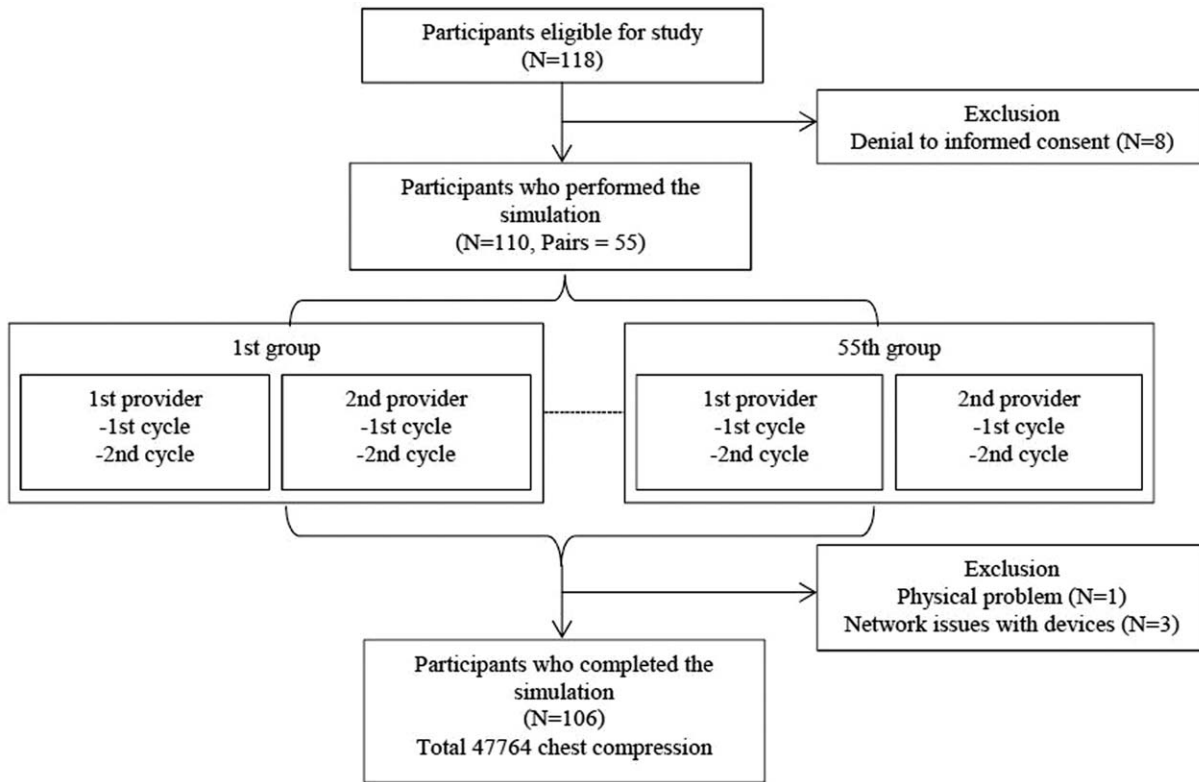 Participants eligible for study
(N=118)
Exclusion
Denial to informed consent (N=8)
Participants who performed the
simulation
(N=110, Pairs = 55)
1st group
1st provider
-1st cycle
-2nd cycle
2nd provider
-1st cycle
-2nd cycle
55th group
1st provider
-1st cycle
-2nd cycle
2nd provider
-1st cycle
-2nd cycle
Exclusion
Physical problem (N=1)
Network issues with devices (N=3)
Participants who completed the
simulation
(N=106)
Total 47764 chest compression